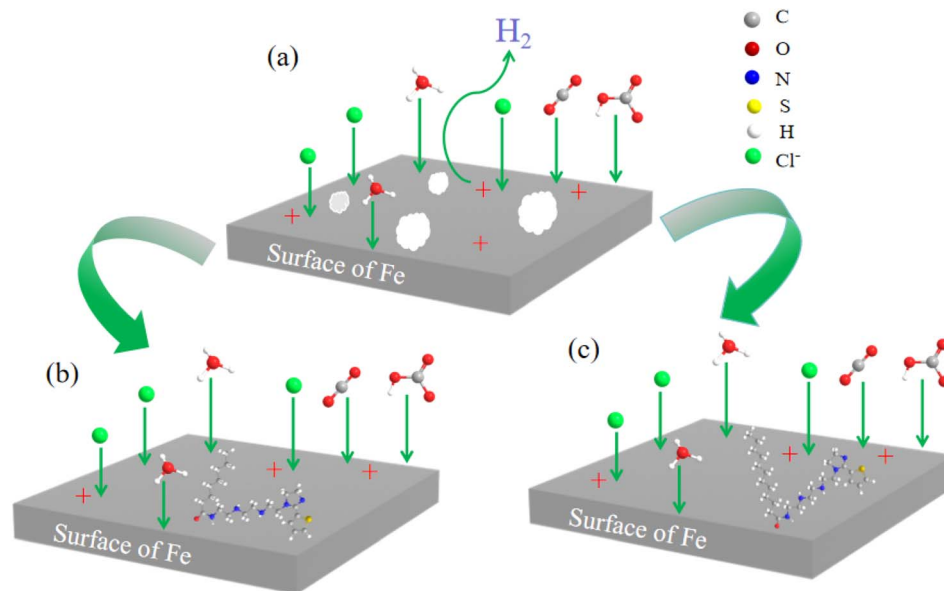 (a)
H₂
C
O
N
S
H
Cl⁻
+
+
+
+
Surface of Fe
(b)
+
+
+
Surface of Fe
(c)
+
+
+
Surface of Fe